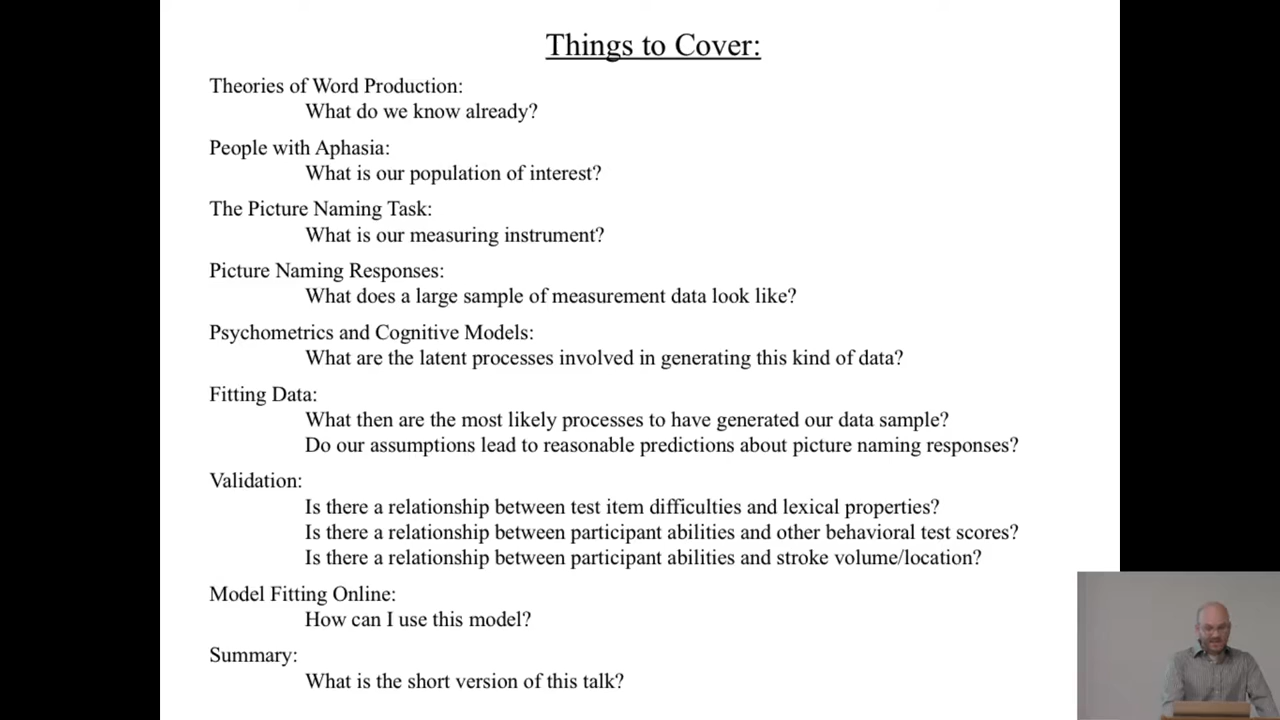 Things to Cover:
Theories of Word Production:
What do we know already?
People with Aphasia:
What is our population of interest?
The Picture Naming Task:
What is our measuring instrument?
Picture Naming Responses:
What does a large sample of measurement data look like?
Psychometrics and Cognitive Models:
What are the latent processes involved in generating this kind of data?
Fitting Data:
What then are the most likely processes to have generated our data sample?
Do our assumptions lead to reasonable predictions about picture naming responses?
Validation:
Is there a relationship between test item difficulties and lexical properties?
Is there a relationship between participant abilities and other behavioral test scores?
Is there a relationship between participant abilities and stroke volume/location?
Model Fitting Online:
How can I use this model?
Summary:
What is the short version of this talk?